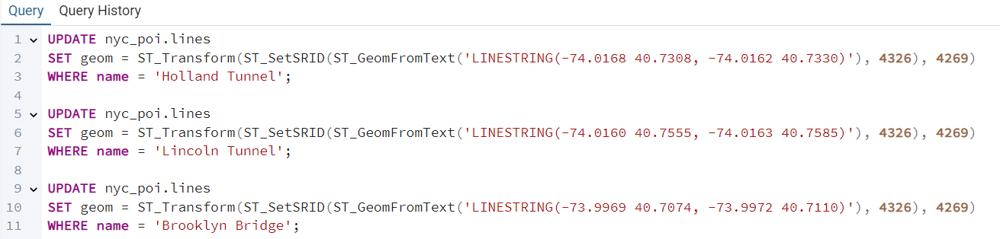 Query Query History
1 UPDATE nyc_poi.lines
2 SET geom = ST_Transform(ST_SetSRID(ST_GeomFromText('LINESTRING(-74.0168 40.7308, -74.0162 40.7330)'), 4326), 4269)
3 WHERE name = 'Holland Tunnel';
4
5 UPDATE nyc_poi.lines
6 SET geom = ST_Transform(ST_SetSRID(ST_GeomFromText('LINESTRING(-74.0160 40.7555, -74.0163 40.7585)'), 4326), 4269)
7 WHERE name = 'Lincoln Tunnel';
8
9 UPDATE nyc_poi.lines
10 SET geom = ST_Transform(ST_SetSRID(ST_GeomFromText('LINESTRING(-73.9969 40.7074, -73.9972 40.7110)'), 4326), 4269)
11 WHERE name = 'Brooklyn Bridge';